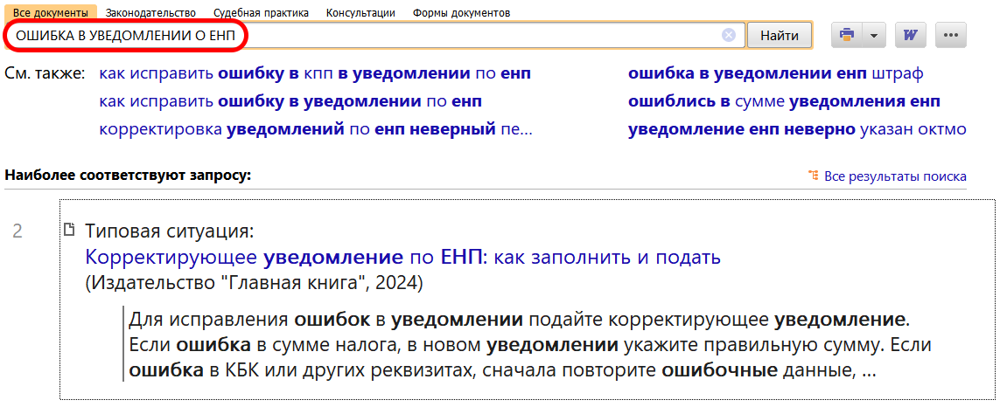 Все документы Законодательство Судебная практика Консультации Формы документов
ОШИБКА В УВЕДОМЛЕНИИ О ЕНП Найти W
См. также: как исправить ошибку в кпп в уведомлении по енп ошибка в уведомлении енп штраф
как исправить ошибку в уведомлении по енп ошиблись в сумме уведомления енп
корректировка уведомлений по енп неверный пе... уведомление енп неверно указан октмо
Наиболее соответствуют запросу: Все результаты поиска
2 Типовая ситуация:
Корректирующее уведомление по ЕНП: как заполнить и подать
(Издательство "Главная книга", 2024)
Для исправления ошибок в уведомлении подайте корректирующее уведомление.
Если ошибка в сумме налога, в новом уведомлении укажите правильную сумму. Если
ошибка в КБК или других реквизитах, сначала повторите ошибочные данные, ...